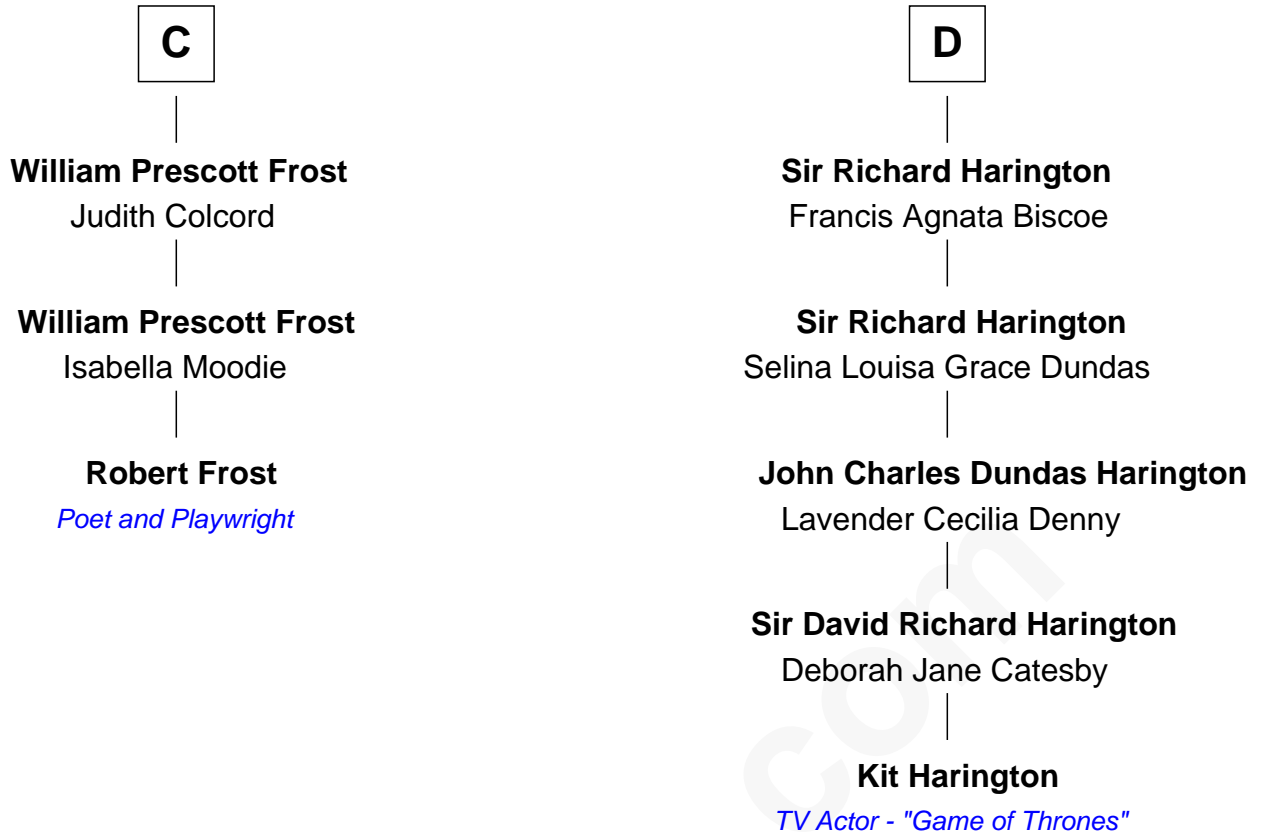 C
William Prescott Frost
Judith Colcord
William Prescott Frost
Isabella Moodie
Robert Frost
Poet and Playwright
D
Sir Richard Harington
Francis Agnata Biscoe
Sir Richard Harington
Selina Louisa Grace Dundas
John Charles Dundas Harington
Lavender Cecilia Denny
Sir David Richard Harington
Deborah Jane Catesby
Kit Harington
TV Actor - "Game of Thrones"
com